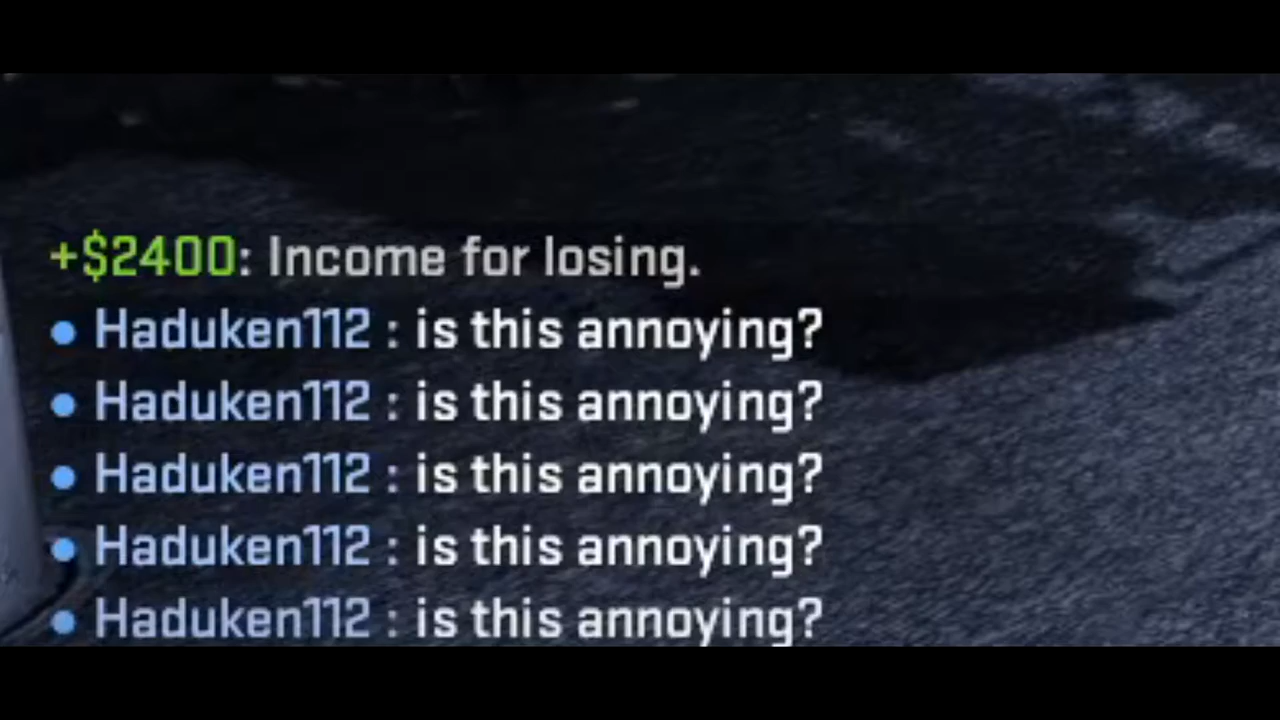 +$2400: Income for losing.
• Haduken112 : is this annoying?
• Haduken112 : is this annoying?
• Haduken112 : is this annoying?
• Haduken112 : is this annoying?
• Haduken112 : is this annoying?